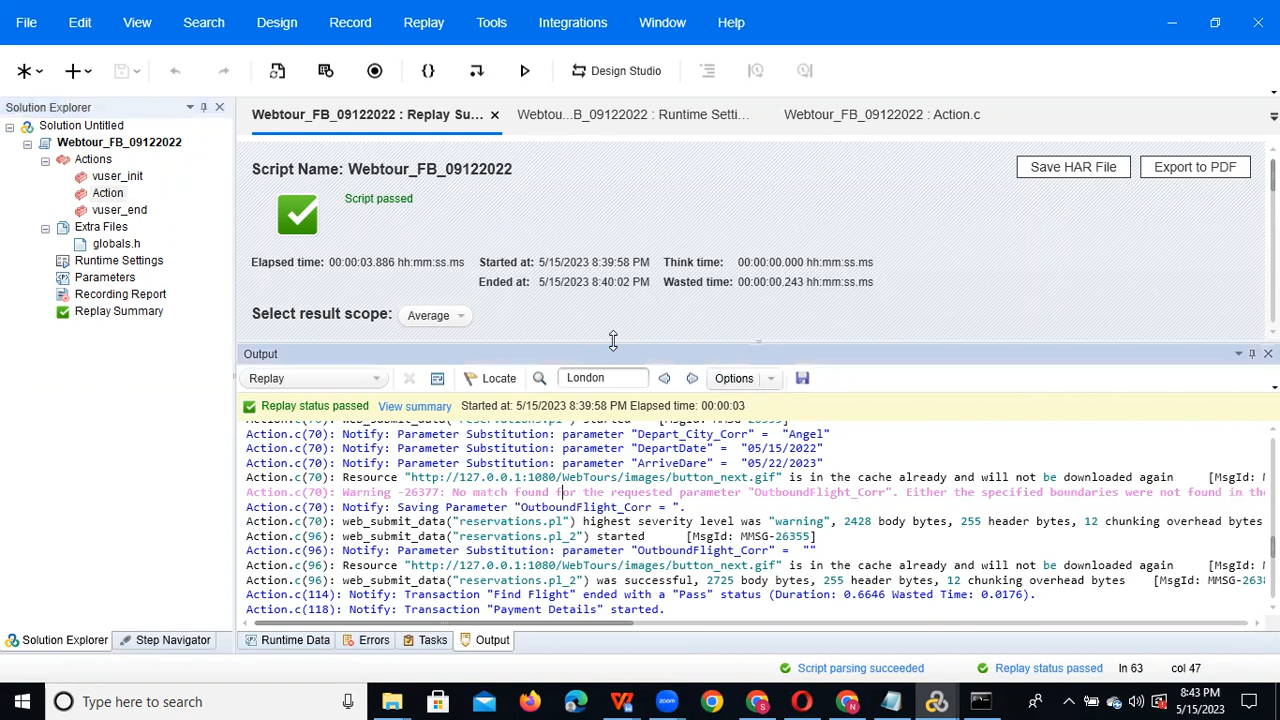 File Edit View Search Design Record Replay Tools Integrations Window Help
Design Studio
Solution Explorer
Solution Untitled
Webtour_FB_09122022
Actions
vuser_init
Action
vuser_end
Extra Files
globals.h
Runtime Settings
Parameters
Recording Report
Replay Summary
Webtour_FB_09122022 : Replay Su... Webtou...B_09122022 : Runtime Setti... Webtour_FB_09122022 : Action.c
Script Name: Webtour_FB_09122022
Save HAR File Export to PDF
Script passed
Elapsed time: 00:00:03.886 hh:mm:ss.ms Started at: 5/15/2023 8:39:58 PM Think time: 00:00:00.000 hh:mm:ss.ms
Ended at: 5/15/2023 8:40:02 PM Wasted time: 00:00:00.243 hh:mm:ss.ms
Select result scope: Average
Output
Replay Locate London Options
Replay status passed View summary Started at: 5/15/2023 8:39:58 PM Elapsed time: 00:00:03
Action.c(70): web_submit_data("reservations.pl") started [MsgId: MMSG-26355]
Action.c(70): Notify: Parameter Substitution: parameter "Depart_City_Corr" = "Angel"
Action.c(70): Notify: Parameter Substitution: parameter "DepartDate" = "05/15/2022"
Action.c(70): Notify: Parameter Substitution: parameter "ArriveDare" = "05/22/2023"
Action.c(70): Resource "http://127.0.0.1:1080/WebTours/images/button_next.gif" is in the cache already and will not be downloaded again [MsgId: M
Action.c(70): Warning -26377: No match found for the requested parameter "OutboundFlight_Corr". Either the specified boundaries were not found in the
Action.c(70): Notify: Saving Parameter "OutboundFlight_Corr = ".
Action.c(70): web_submit_data("reservations.pl") highest severity level was "warning", 2428 body bytes, 255 header bytes, 12 chunking overhead bytes
Action.c(96): web_submit_data("reservations.pl_2") started [MsgId: MMSG-26355]
Action.c(96): Notify: Parameter Substitution: parameter "OutboundFlight_Corr" = ""
Action.c(96): Resource "http://127.0.0.1:1080/WebTours/images/button_next.gif" is in the cache already and will not be downloaded again [MsgId: M
Action.c(96): web_submit_data("reservations.pl_2") was successful, 2725 body bytes, 255 header bytes, 12 chunking overhead bytes [MsgId: MMSG-2638
Action.c(114): Notify: Transaction "Find Flight" ended with a "Pass" status (Duration: 0.6646 Wasted Time: 0.0176).
Action.c(118): Notify: Transaction "Payment Details" started.
Solution Explorer Step Navigator Runtime Data Errors Tasks Output
Script parsing succeeded Replay status passed ln 63 col 47
Type here to search
8:43 PM
5/15/2023